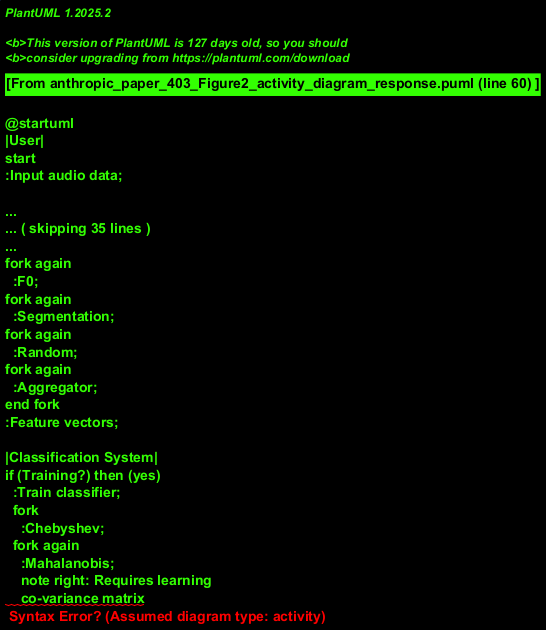 PlantUML 1.2025.2
<b>This version of PlantUML is 127 days old, so you should
<b>consider upgrading from https://plantuml.com/download
[From anthropic_paper_403_Figure2_activity_diagram_response.puml (line 60) ]
@startuml
|User|
start
:Input audio data;
...
... ( skipping 35 lines )
...
fork again
:F0;
fork again
:Segmentation;
fork again
:Random;
fork again
:Aggregator;
end fork
:Feature vectors;
|Classification System|
if (Training?) then (yes)
:Train classifier;
fork
:Chebyshev;
fork again
:Mahalanobis;
note right: Requires learning
co-variance matrix
Syntax Error? (Assumed diagram type: activity)